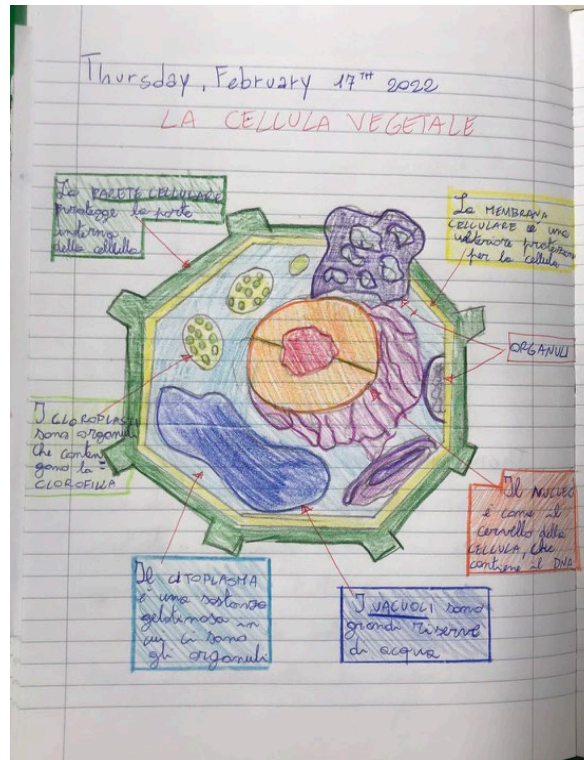 Thursday, February 17TH 2022
LA CELLULA VEGETALE
La PARETE CELLULARE
protegge la parte
interna
della cellula
La MEMBRANA
CELLULARE è una
ulteriore protezione
per la cellula
ORGANULI
I CLOROPLASTI
sono organuli
che conten
gono la
CLOROFILLA
Il NUCLEO
è come il
cervello della
CELLULA, che
contiene il DNA
Il CITOPLASMA
è una sostanza
gelatinosa in
cui ci sono
gli organuli
I VACUOLI sono
grandi riserve
di acqua